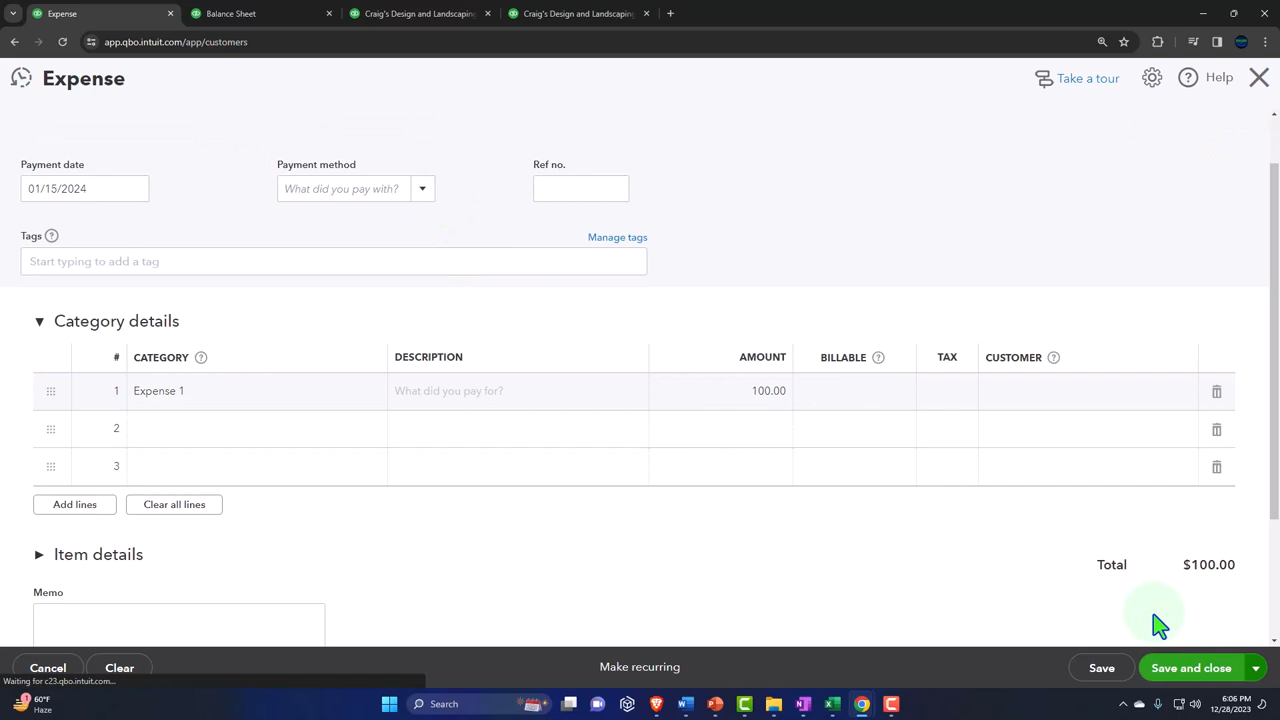 Expense
Balance Sheet
Craig's Design and Landscaping
Craig's Design and Landscaping
app.qbo.intuit.com/app/customers
Expense
Take a tour
Help
Payment date
Payment method
Ref no.
01/15/2024
What did you pay with?
Tags
Manage tags
Start typing to add a tag
Category details
# CATEGORY DESCRIPTION AMOUNT BILLABLE TAX CUSTOMER
1 Expense 1 What did you pay for? 100.00
2
3
Add lines
Clear all lines
Item details
Total $100.00
Memo
Cancel
Clear
Make recurring
Save
Save and close
Waiting for c23.qbo.intuit.com...
1
60°F
Haze
Search
6:06 PM
12/28/2023